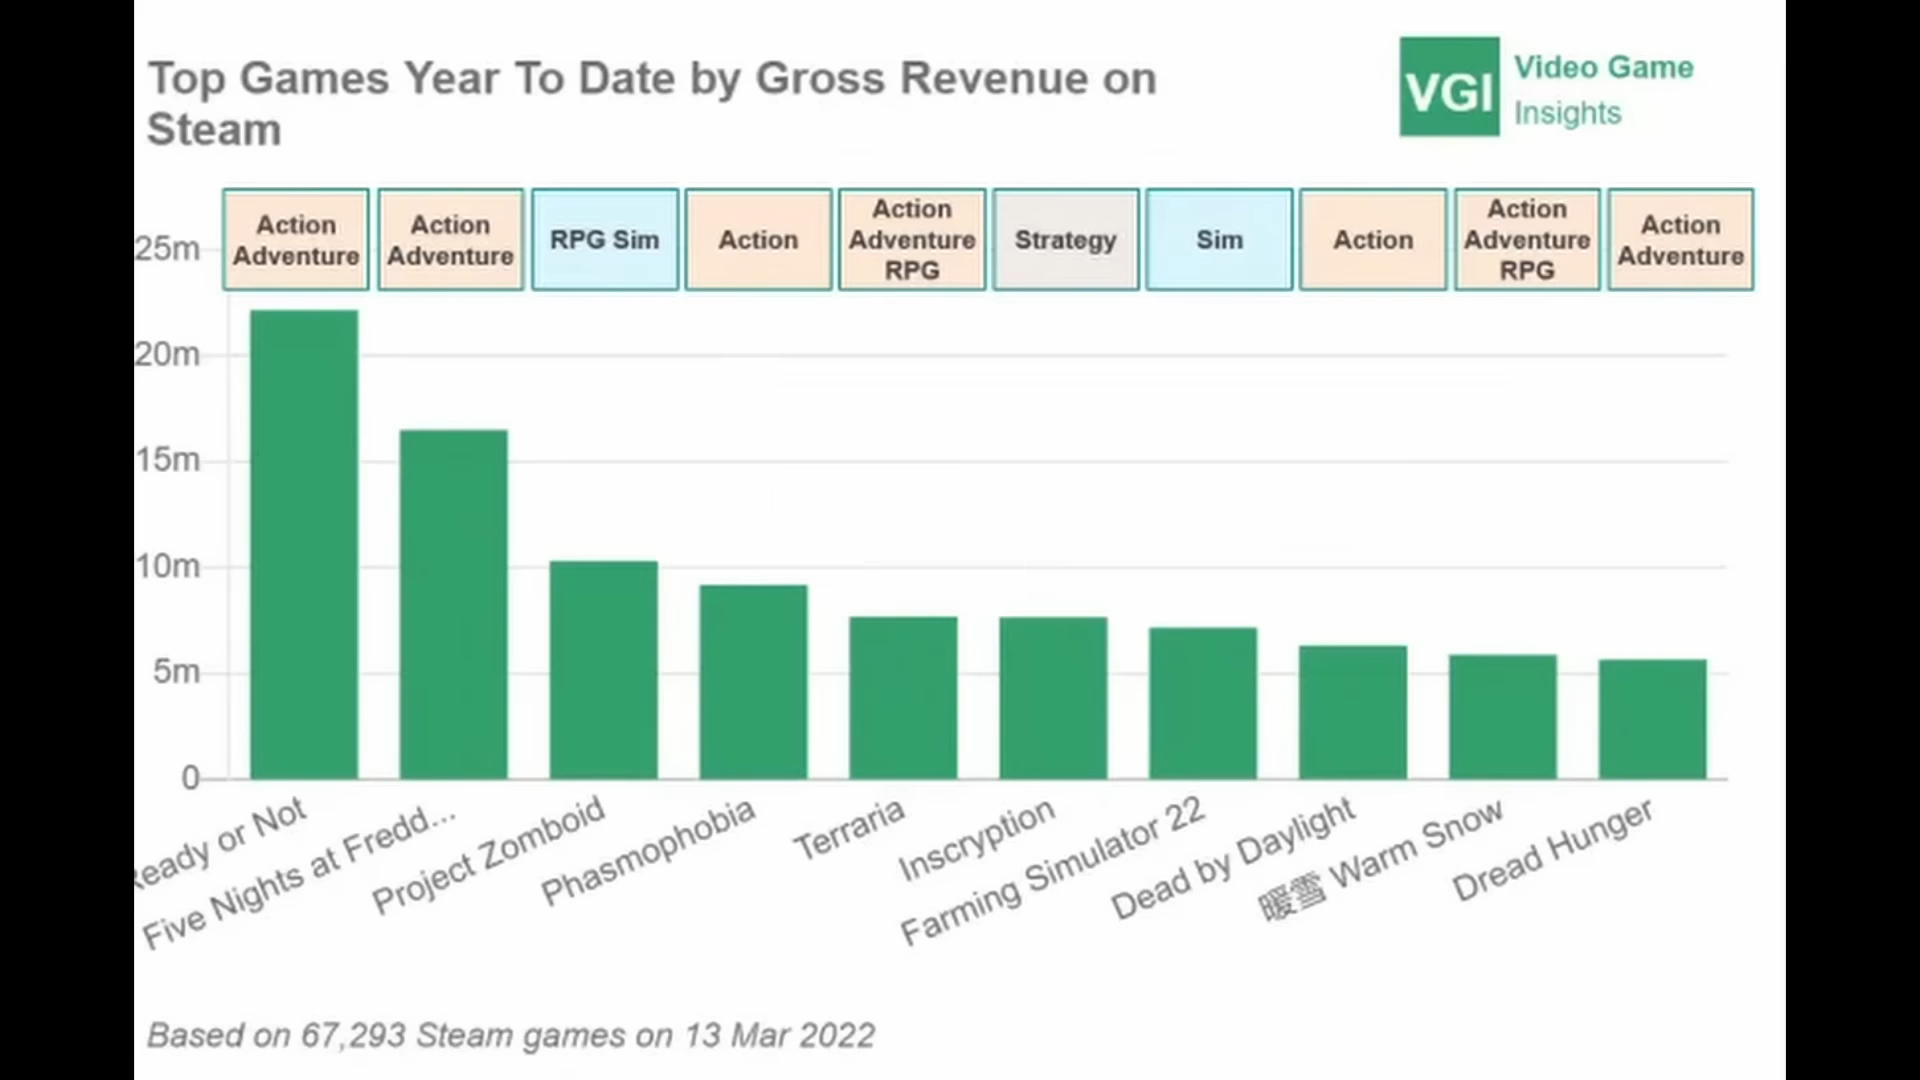 Top Games Year To Date by Gross Revenue on
Steam
VGI
Video Game
Insights
Action
Adventure
Action
Adventure
RPG Sim
Action
Action
Adventure
RPG
Strategy
Sim
Action
Action
Adventure
RPG
Action
Adventure
25m
20m
15m
10m
5m
0
Ready or Not
Five Nights at Fredd...
Project Zomboid
Phasmophobia
Terraria
Inscryption
Farming Simulator 22
Dead by Daylight
暖雪 Warm Snow
Dread Hunger
Based on 67,293 Steam games on 13 Mar 2022